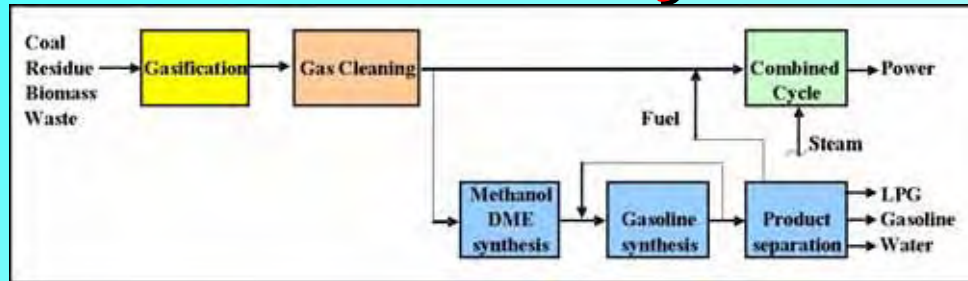 Coal
Residue
Biomass
Waste
Gasification
Gas Cleaning
Combined
Cycle
Power
Fuel
Steam
Methanol
DME
synthesis
Gasoline
synthesis
Product
separation
LPG
Gasoline
Water